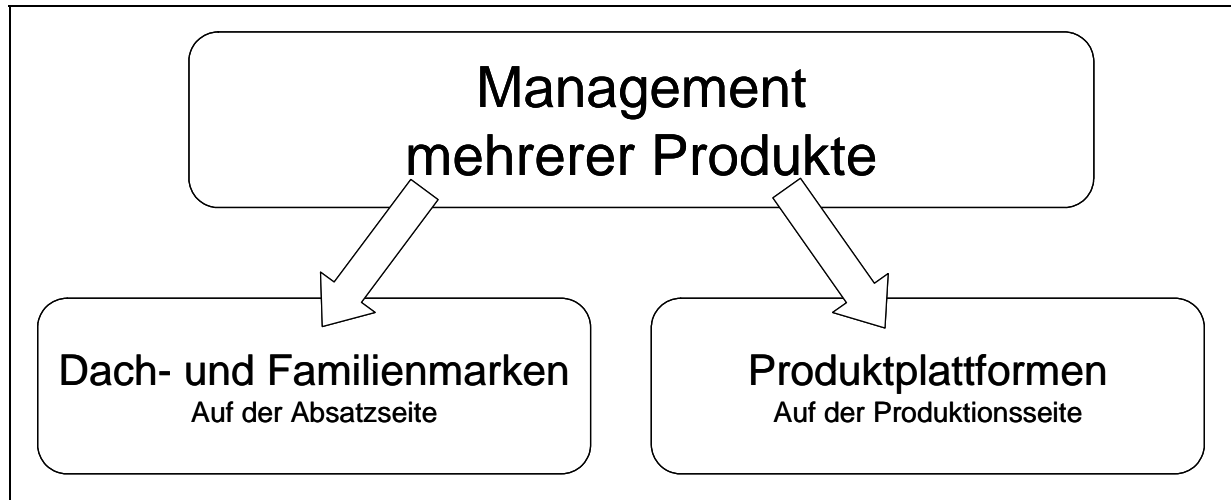 Management
mehrerer Produkte
Dach- und Familienmarken
Auf der Absatzseite
Produktplattformen
Auf der Produktionsseite